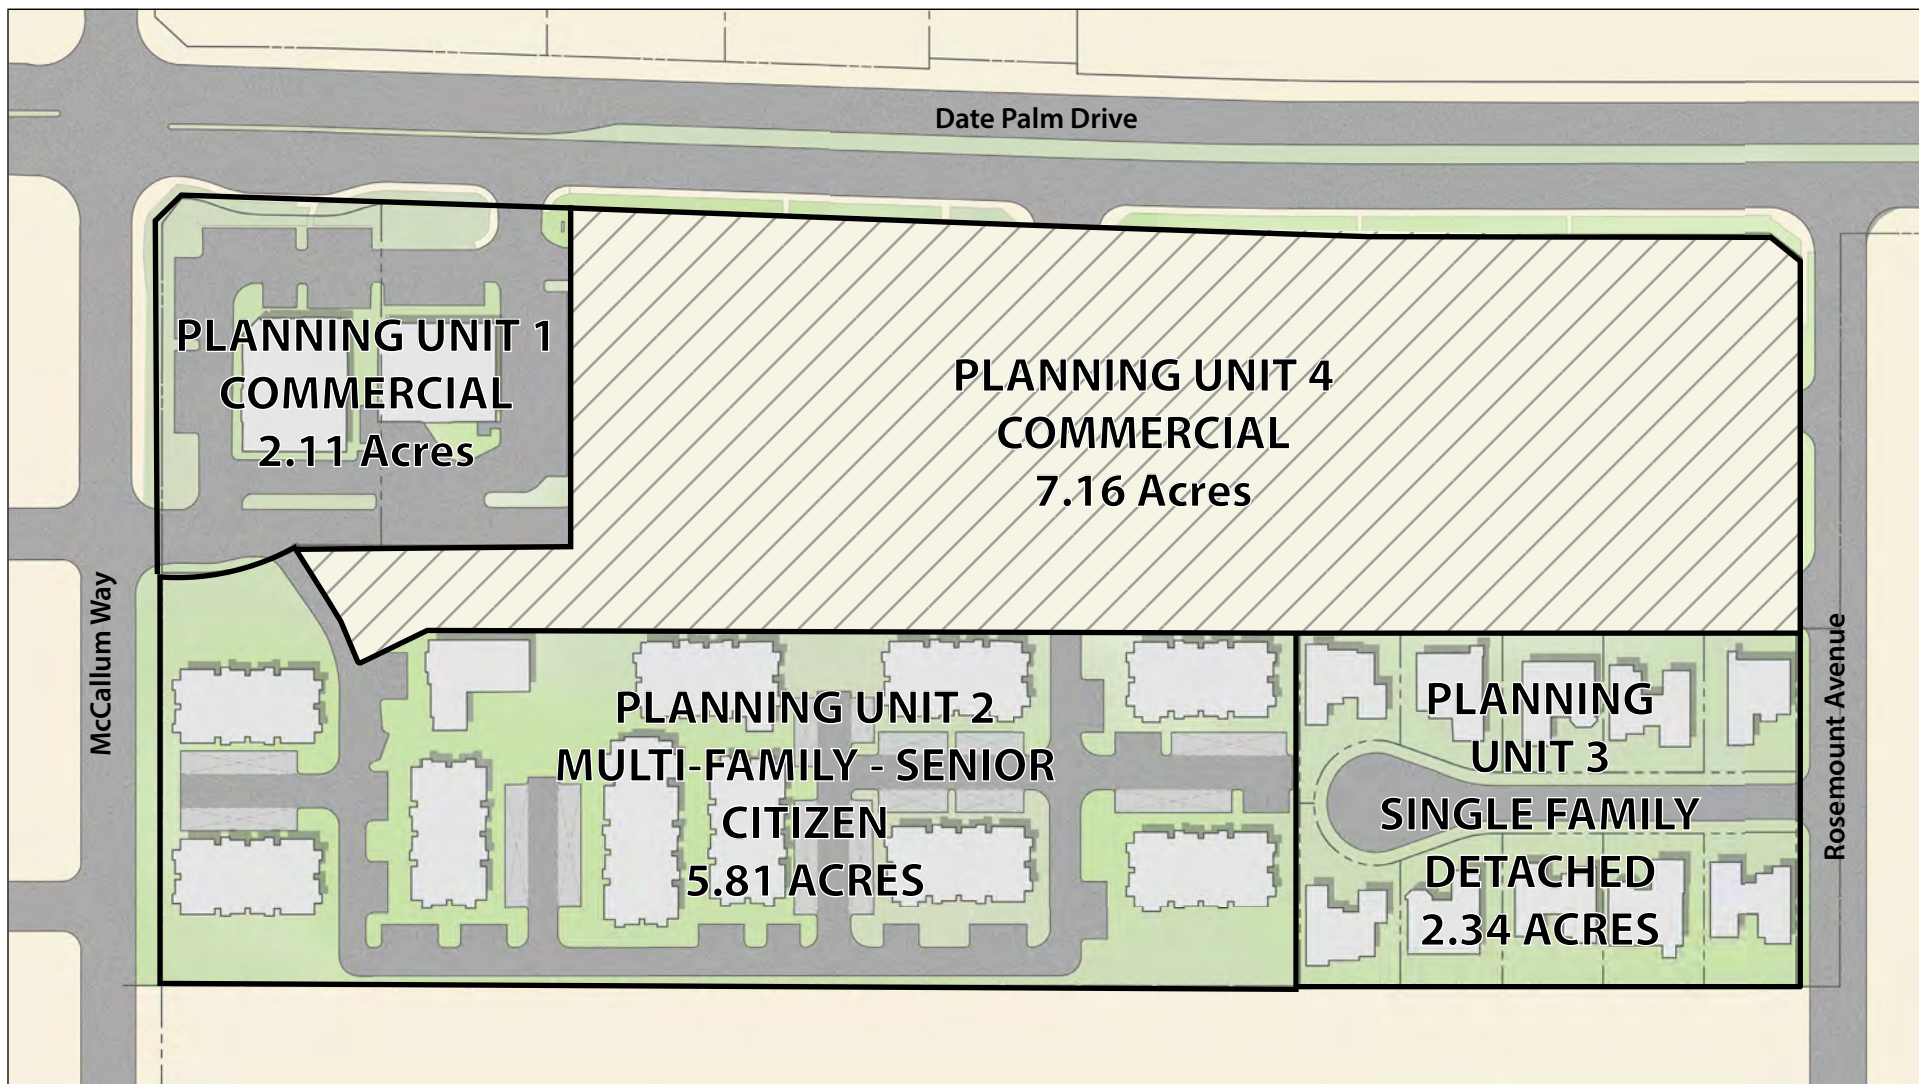 Date Palm Drive
PLANNING UNIT 1
COMMERCIAL
2.11 Acres
PLANNING UNIT 4
COMMERCIAL
7.16 Acres
McCallum Way
PLANNING UNIT 2
MULTI-FAMILY - SENIOR
CITIZEN
5.81 ACRES
PLANNING
UNIT 3
SINGLE FAMILY
DETACHED
2.34 ACRES
Rosemount Avenue